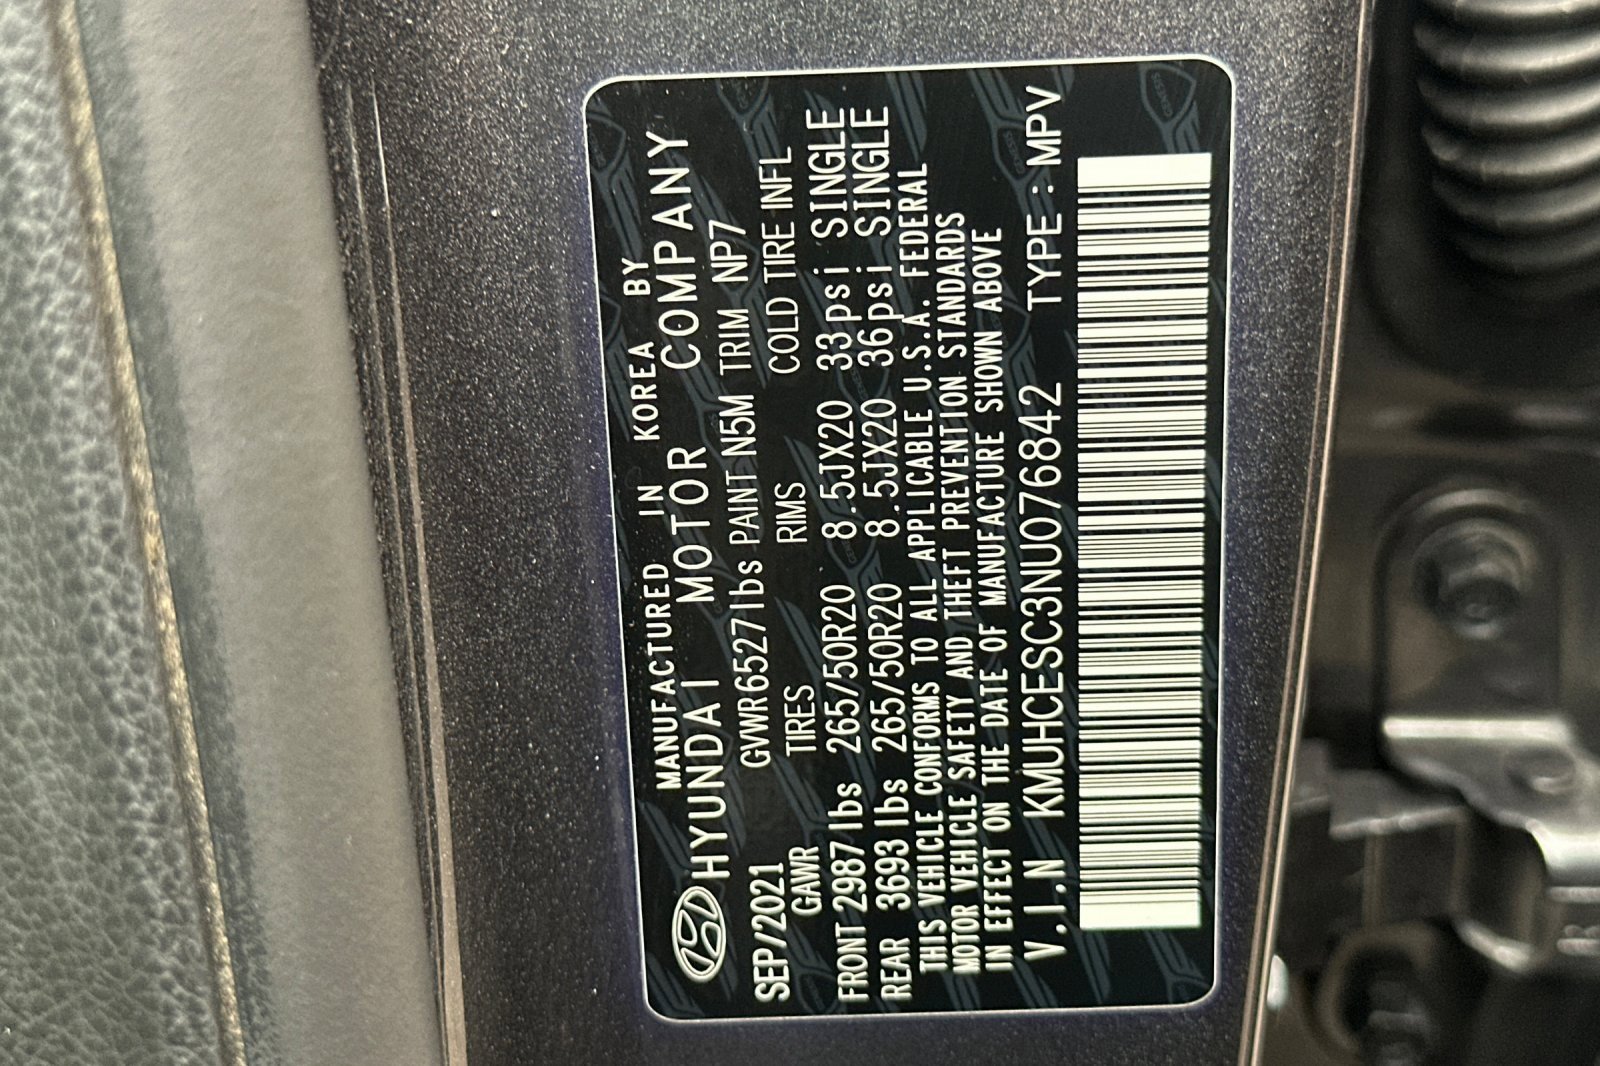 MANUFACTURED IN KOREA BY
HYUNDAI MOTOR COMPANY
SEP/2021 GVWR6527lbs PAINT N5M TRIM NP7
GAWR TIRES RIMS COLD TIRE INFL
FRONT 2987lbs 265/50R20 8.5JX20 33psi SINGLE
REAR 3693lbs 265/50R20 8.5JX20 36psi SINGLE
THIS VEHICLE CONFORMS TO ALL APPLICABLE U.S.A. FEDERAL
MOTOR VEHICLE SAFETY AND THEFT PREVENTION STANDARDS
IN EFFECT ON THE DATE OF MANUFACTURE SHOWN ABOVE
V.I.N KMUHCESC3NU076842 TYPE : MPV